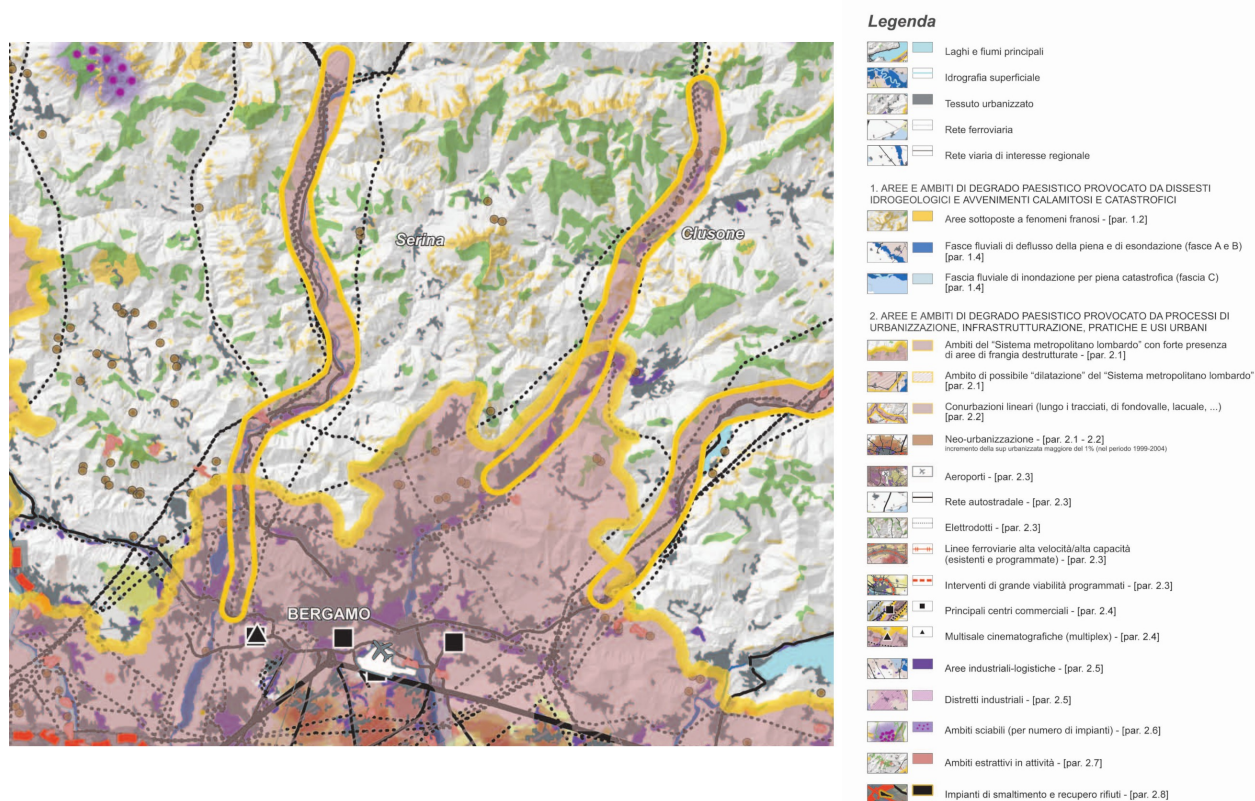 Serina
Clusone
BERGAMO
Legenda
Laghi e fiumi principali
Idrografia superficiale
Tessuto urbanizzato
Rete ferroviaria
Rete viaria di interesse regionale
1. AREE E AMBITI DI DEGRADO PAESISTICO PROVOCATO DA DISSESTI
IDROGEOLOGICI E AVVENIMENTI CALAMITOSI E CATASTROFICI
Aree sottoposte a fenomeni franosi - [par. 1.2]
Fasce fluviali di deflusso della piena e di esondazione (fasce A e B)
[par. 1.4]
Fascia fluviale di inondazione per piena catastrofica (fascia C)
[par. 1.4]
2. AREE E AMBITI DI DEGRADO PAESISTICO PROVOCATO DA PROCESSI DI
URBANIZZAZIONE, INFRASTRUTTURAZIONE, PRATICHE E USI URBANI
Ambiti del "Sistema metropolitano lombardo" con forte presenza
di aree di frangia destrutturate - [par. 2.1]
Ambito di possibile "dilatazione" del "Sistema metropolitano lombardo"
[par. 2.1]
Conurbazioni lineari (lungo i tracciati, di fondovalle, lacuale, ...)
[par. 2.2]
Neo-urbanizzazione - [par. 2.1 - 2.2]
incremento della sup urbanizzata maggiore del 1% (nel periodo 1999-2004)
Aeroporti - [par. 2.3]
Rete autostradale - [par. 2.3]
Elettrodotti - [par. 2.3]
Linee ferroviarie alta velocità/alta capacità
(esistenti e programmate) - [par. 2.3]
Interventi di grande viabilità programmati - [par. 2.3]
Principali centri commerciali - [par. 2.4]
Multisale cinematografiche (multiplex) - [par. 2.4]
Aree industriali-logistiche - [par. 2.5]
Distretti industriali - [par. 2.5]
Ambiti sciabili (per numero di impianti) - [par. 2.6]
Ambiti estrattivi in attività - [par. 2.7]
Impianti di smaltimento e recupero rifiuti - [par. 2.8]